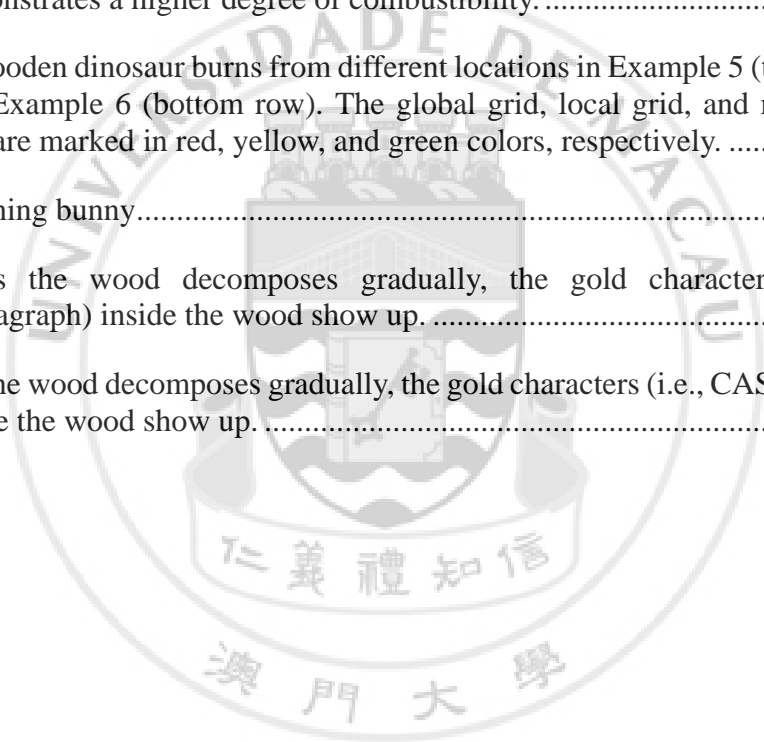 nstrates a higher degree of combustibility. ........................................
ooden dinosaur burns from different locations in Example 5 (t
Example 6 (bottom row). The global grid, local grid, and r
are marked in red, yellow, and green colors, respectively. .....
ning bunny..............................................................................................
s the wood decomposes gradually, the gold character
agraph) inside the wood show up. ....................................................
he wood decomposes gradually, the gold characters (i.e., CAS
e the wood show up. ..............................................................................
UNIVERSIDADE DE MACAU
仁義禮知信
澳門大學